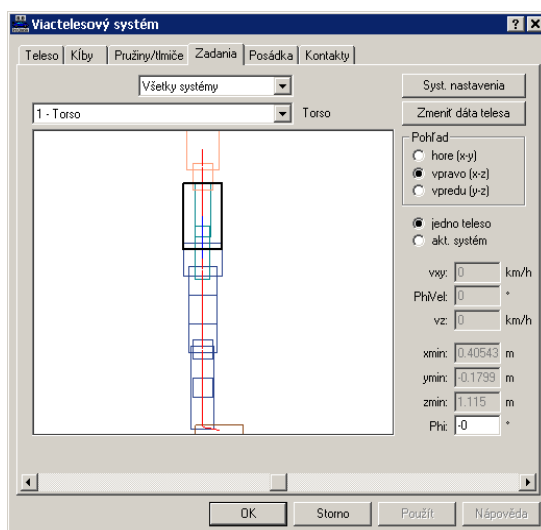 Viactelesový systém
Teleso Kĺby Pružiny/tlmiče Zadania Posádka Kontakty
Všetky systémy
Syst. nastavenia
1 - Torso Torso
Zmeniť dáta telesa
Pohľad
hore (x-y)
vpravo (x-z)
vpredu (y-z)
jedno teleso
akt. systém
vxy: 0 km/h
PhiVel: 0 °
vz: 0 km/h
xmin: 0.40543 m
ymin: -0.1799 m
zmin: 1.115 m
Phi: -0 °
OK Storno Použít Nápověda